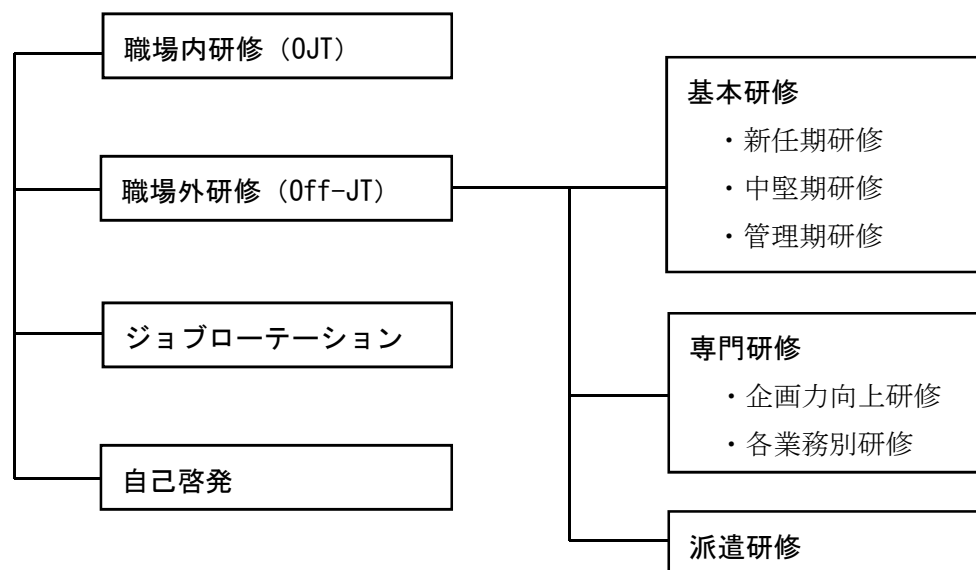 職場内研修（OJT）
職場外研修（Off-JT）
ジョブローテーション
自己啓発
基本研修
・新任期研修
・中堅期研修
・管理期研修
専門研修
・企画力向上研修
・各業務別研修
派遣研修